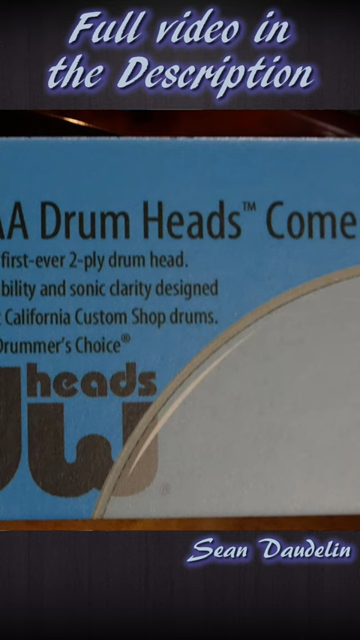 Full video in
the Description
AA Drum Heads™ Come
first-ever 2-ply drum head.
bility and sonic clarity designed
California Custom Shop drums.
Drummer's Choice®
heads
Sean Daudelin